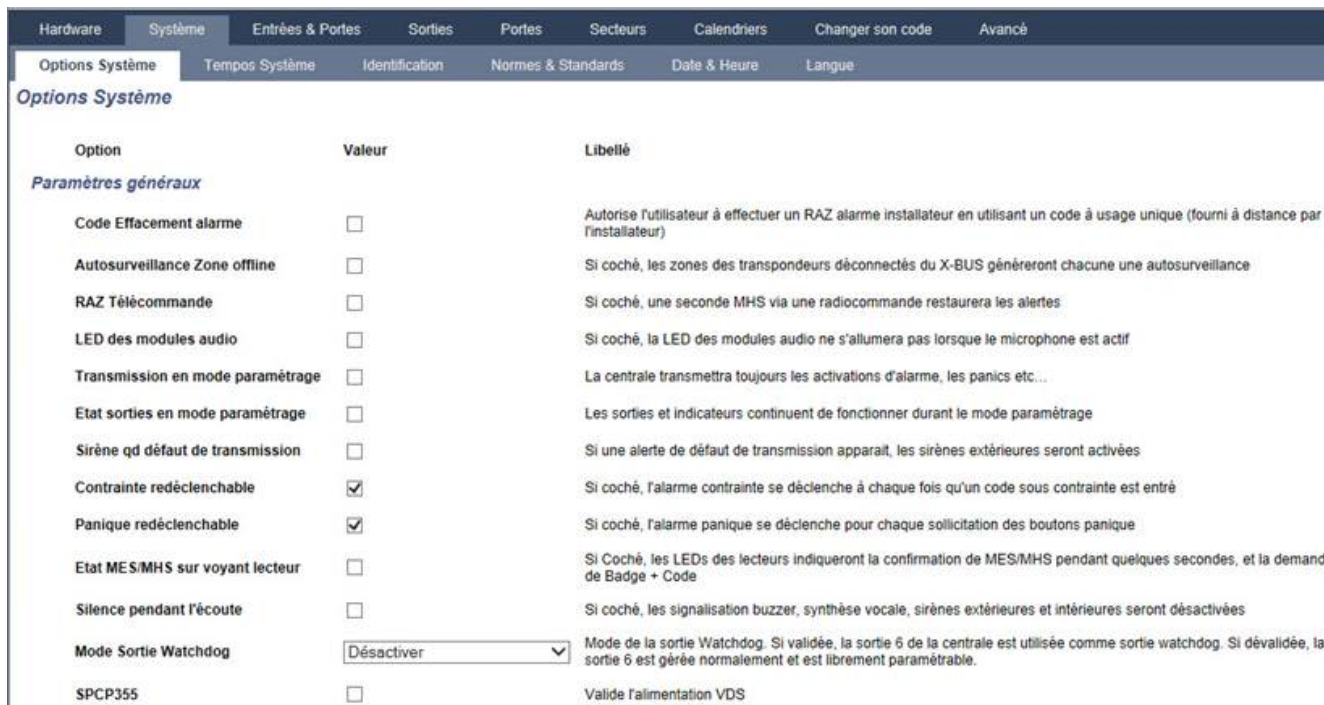 Hardware Système Entrées & Portes Sorties Portes Secteurs Calendriers Changer son code Avancé
Options Système Tempos Système Identification Normes & Standards Date & Heure Langue
Options Système
Option Valeur Libellé
Paramètres généraux
Code Effacement alarme Autorise l'utilisateur à effectuer un RAZ alarme installateur en utilisant un code à usage unique (fourni à distance par
l'installateur)
Autosurveillance Zone offline Si coché, les zones des transpondeurs déconnectés du X-BUS génèreront chacune une autosurveillance
RAZ Télécommande Si coché, une seconde MHS via une radiocommande restaurera les alertes
LED des modules audio Si coché, la LED des modules audio ne s'allumera pas lorsque le microphone est actif
Transmission en mode paramètrage La centrale transmettra toujours les activations d'alarme, les panics etc...
Etat sorties en mode paramètrage Les sorties et indicateurs continuent de fonctionner durant le mode paramètrage
Sirène qd défaut de transmission Si une alerte de défaut de transmission apparait, les sirènes extérieures seront activées
Contrainte redéclenchable Si coché, l'alarme contrainte se déclenche à chaque fois qu'un code sous contrainte est entré
Panique redéclenchable Si coché, l'alarme panique se déclenche pour chaque sollicitation des boutons panique
Etat MES/MHS sur voyant lecteur Si Coché, les LEDs des lecteurs indiqueront la confirmation de MES/MHS pendant quelques secondes, et la demand
de Badge + Code
Silence pendant l'écoute Si coché, les signalisation buzzer, synthèse vocale, sirènes extérieures et intérieures seront désactivées
Mode Sortie Watchdog Désactiver Mode de la sortie Watchdog. Si validée, la sortie 6 de la centrale est utilisée comme sortie watchdog. Si dévalidée, la
sortie 6 est gérée normalement et est librement paramétrable.
SPCP355 Valide l'alimentation VDS